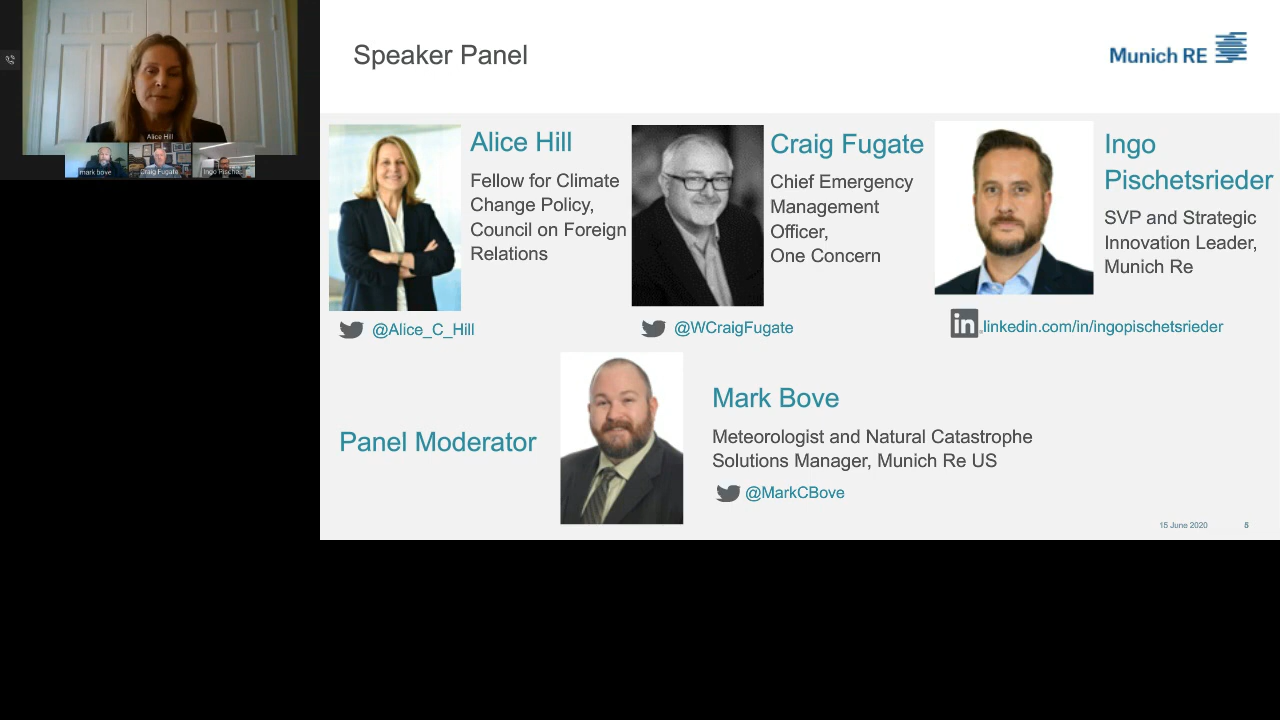 Alice Hill
mark bove
Craig Fugate
Speaker Panel
Munich RE
Alice Hill
Fellow for Climate
Change Policy,
Council on Foreign
Relations
@Alice_C_Hill
Craig Fugate
Chief Emergency
Management
Officer,
One Concern
@WCraigFugate
Ingo
Pischetsrieder
SVP and Strategic
Innovation Leader,
Munich Re
in
linkedin.com/in/ingopischetsrieder
Panel Moderator
Mark Bove
Meteorologist and Natural Catastrophe
Solutions Manager, Munich Re US
@MarkCBove
15 June 2020
5